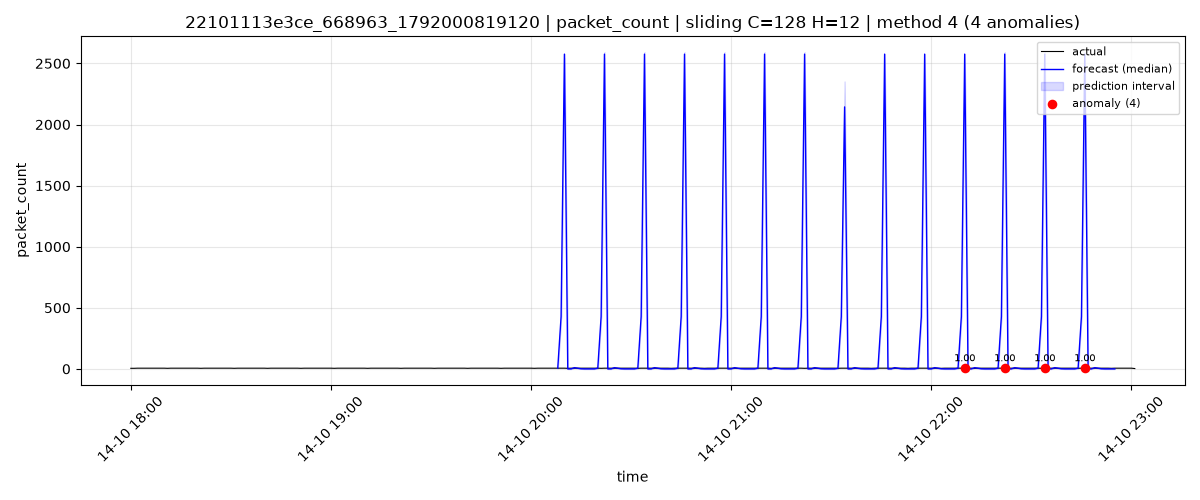 22101113e3ce_668963_1792000819120 | packet_count | sliding C=128 H=12 | method 4 (4 anomalies)
actual
forecast (median)
prediction interval
anomaly (4)
packet_count
2500
2000
1500
1000
500
0
1.00 1.00 1.00 1.00
14-10 18:00 14-10 19:00 14-10 20:00 14-10 21:00 14-10 22:00 14-10 23:00
time